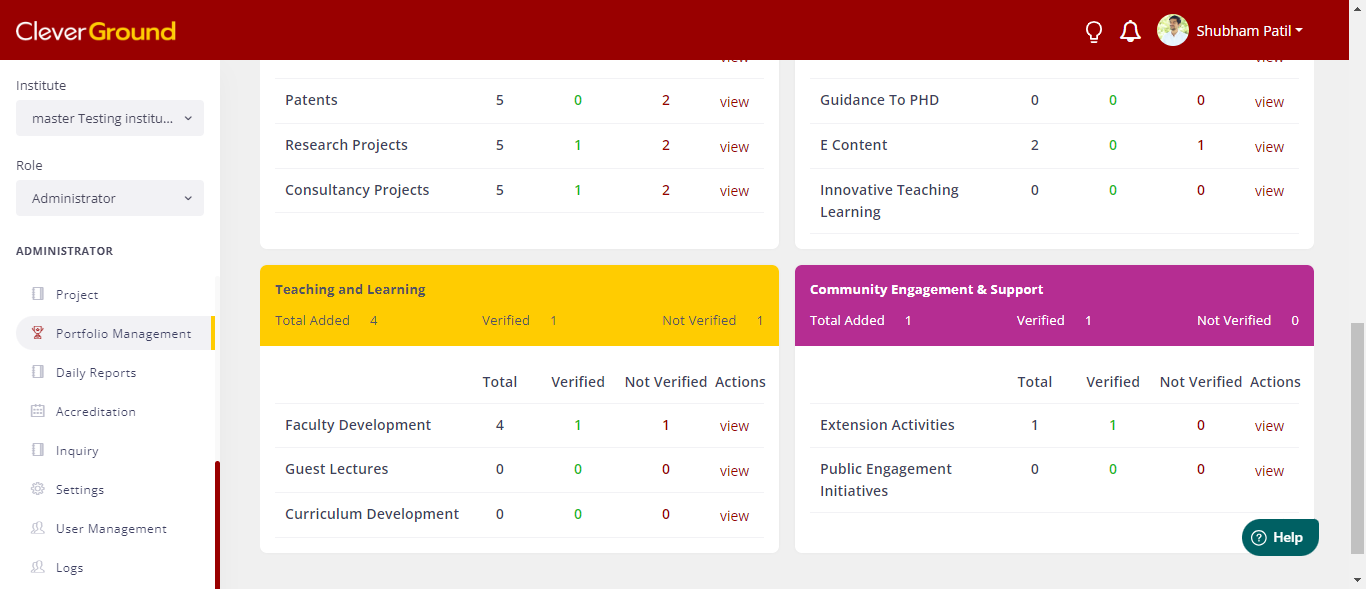 CleverGround
Shubham Patil
Institute
master Testing institu...
Role
Administrator
ADMINISTRATOR
Project
Portfolio Management
Daily Reports
Accreditation
Inquiry
Settings
User Management
Logs
view
Patents 5 0 2 view
Research Projects 5 1 2 view
Consultancy Projects 5 1 2 view
view
Guidance To PHD 0 0 0 view
E Content 2 0 1 view
Innovative Teaching 0 0 0 view
Learning
Teaching and Learning
Total Added 4 Verified 1 Not Verified 1
Total Verified Not Verified Actions
Faculty Development 4 1 1 view
Guest Lectures 0 0 0 view
Curriculum Development 0 0 0 view
Community Engagement & Support
Total Added 1 Verified 1 Not Verified 0
Total Verified Not Verified Actions
Extension Activities 1 1 0 view
Public Engagement 0 0 0 view
Initiatives
Help